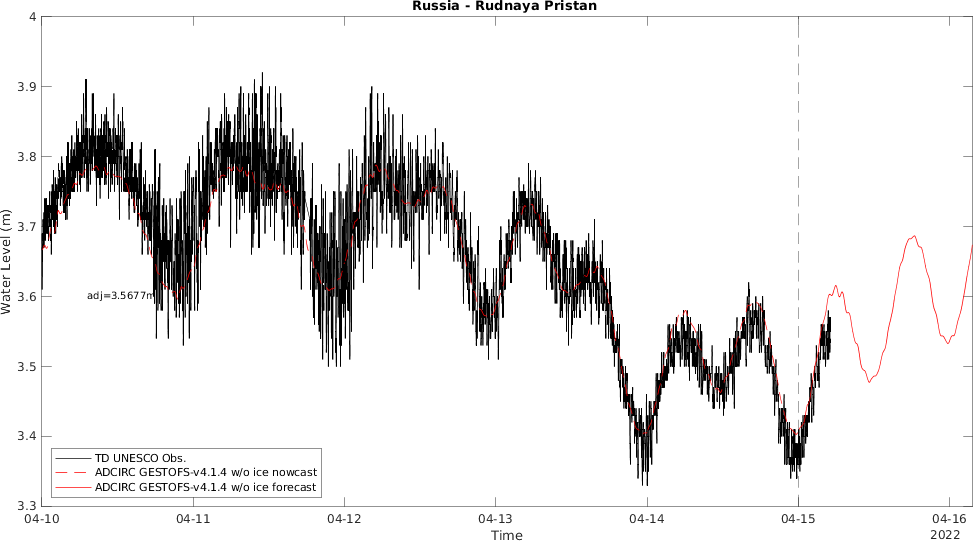 Russia - Rudnaya Pristan
Water Level (m)
4
3.9
3.8
3.7
3.6
3.5
3.4
3.3
adj=3.5677m
TD UNESCO Obs.
ADCIRC GESTOFS-v4.1.4 w/o ice nowcast
ADCIRC GESTOFS-v4.1.4 w/o ice forecast
04-10 04-11 04-12 04-13 04-14 04-15 04-16
Time
2022